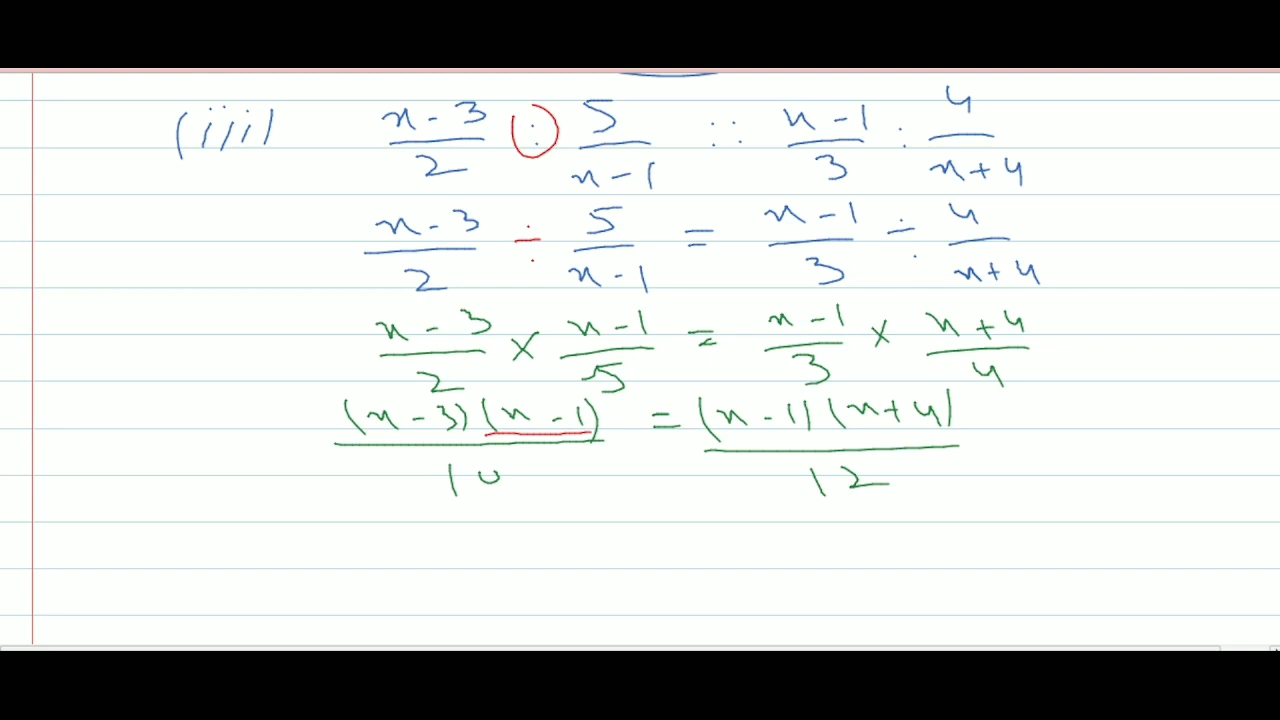 (iii) x-3/2 : 5/x-1 :: x-1/3 : 4/x+4
x-3/2 ÷ 5/x-1 = x-1/3 ÷ 4/x+4
x-3/2 × x-1/5 = x-1/3 × x+4/4
(x-3)(x-1)/10 = (x-1)(x+4)/12